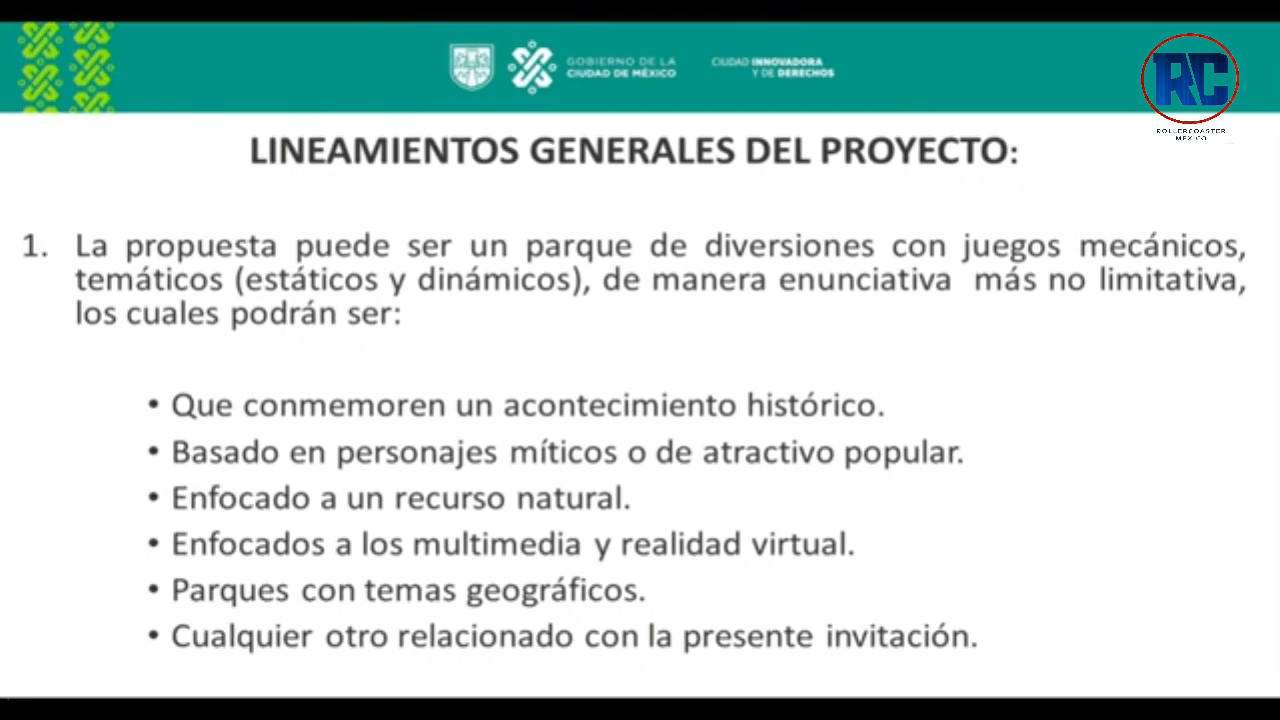 GOBIERNO DE LA
CIUDAD DE MÉXICO
CIUDAD INNOVADORA
Y DE DERECHOS
RC
ROLLERCOASTER
MÉXICO
LINEAMIENTOS GENERALES DEL PROYECTO:
1. La propuesta puede ser un parque de diversiones con juegos mecánicos,
temáticos (estáticos y dinámicos), de manera enunciativa más no limitativa,
los cuales podrán ser:
• Que conmemoren un acontecimiento histórico.
• Basado en personajes míticos o de atractivo popular.
• Enfocado a un recurso natural.
• Enfocados a los multimedia y realidad virtual.
• Parques con temas geográficos.
• Cualquier otro relacionado con la presente invitación.